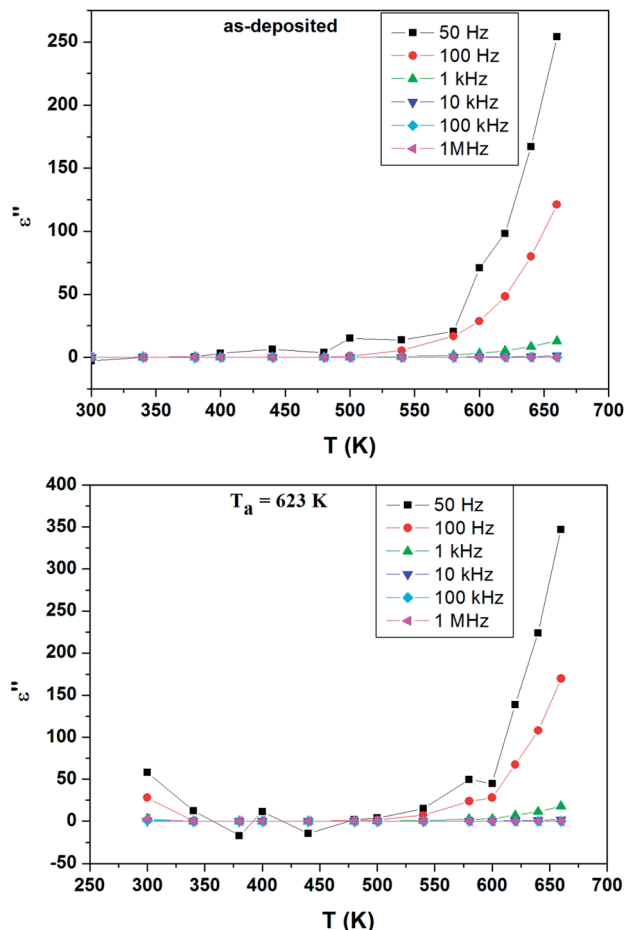 as-deposited
50 Hz
100 Hz
1 kHz
10 kHz
100 kHz
1MHz
250
200
150
100
50
0
ε"
300 350 400 450 500 550 600 650 700
T (K)
T_a = 623 K
50 Hz
100 Hz
1 kHz
10 kHz
100 kHz
1 MHz
400
350
300
250
200
150
100
50
0
-50
ε"
250 300 350 400 450 500 550 600 650 700
T (K)